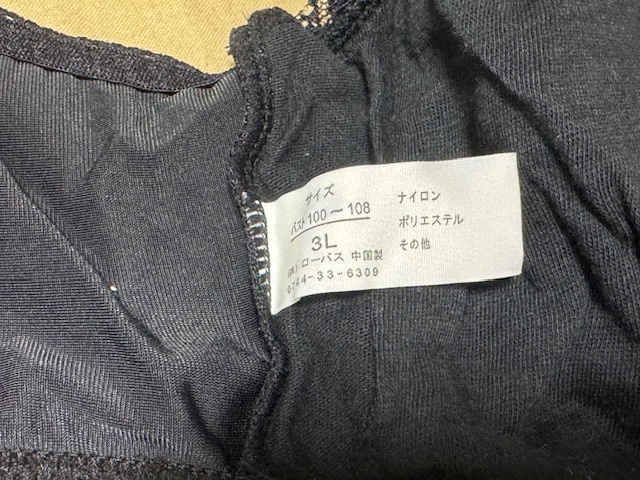 サイズ
バスト100～108
3L
(株)ローバス 中国製
0744-33-6309
ナイロン
ポリエステル
その他